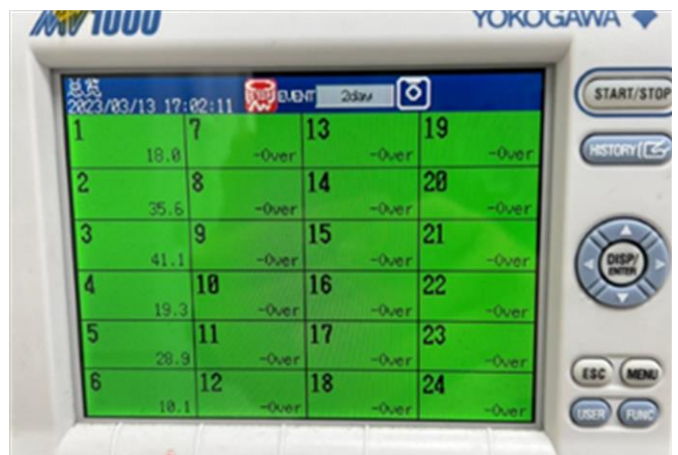 MV1000 YOKOGAWA
总览
2023/03/13 17:02:11 EVENT 2day
START/STOP
HISTORY
1 7 13 19
18.0 -Over -Over -Over
2 8 14 20
35.6 -Over -Over -Over
3 9 15 21
41.1 -Over -Over -Over
DISP/
ENTER
4 10 16 22
19.3 -Over -Over -Over
5 11 17 23
28.9 -Over -Over -Over
6 12 18 24
10.1 -Over -Over -Over
ESC MENU
USER FUNC